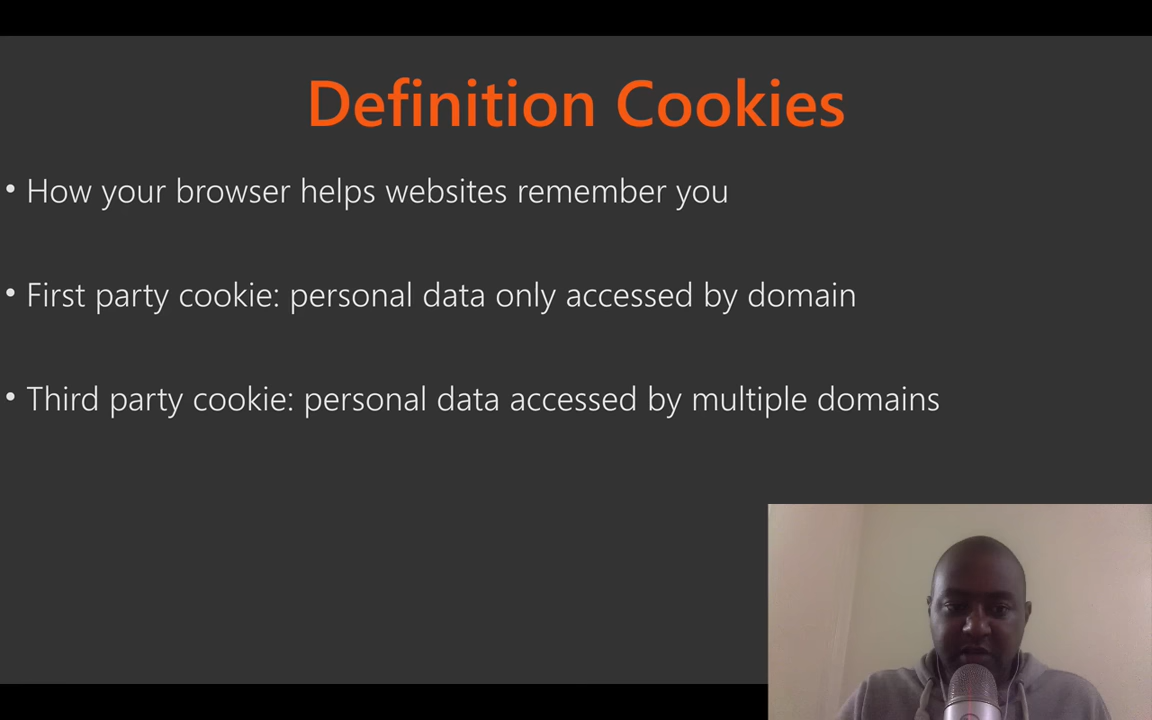 Definition Cookies
• How your browser helps websites remember you
• First party cookie: personal data only accessed by domain
• Third party cookie: personal data accessed by multiple domains